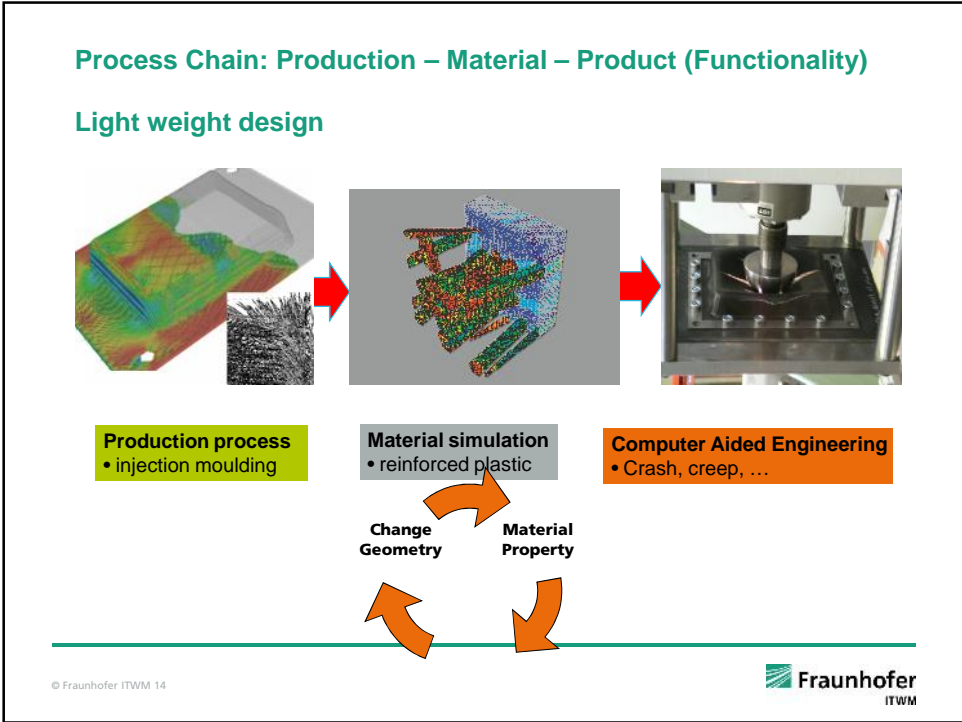 Process Chain: Production – Material – Product (Functionality)
Light weight design
Production process
• injection moulding
Material simulation
• reinforced plastic
Computer Aided Engineering
• Crash, creep, …
Change
Geometry
Material
Property
© Fraunhofer ITWM 14
Fraunhofer
ITWM